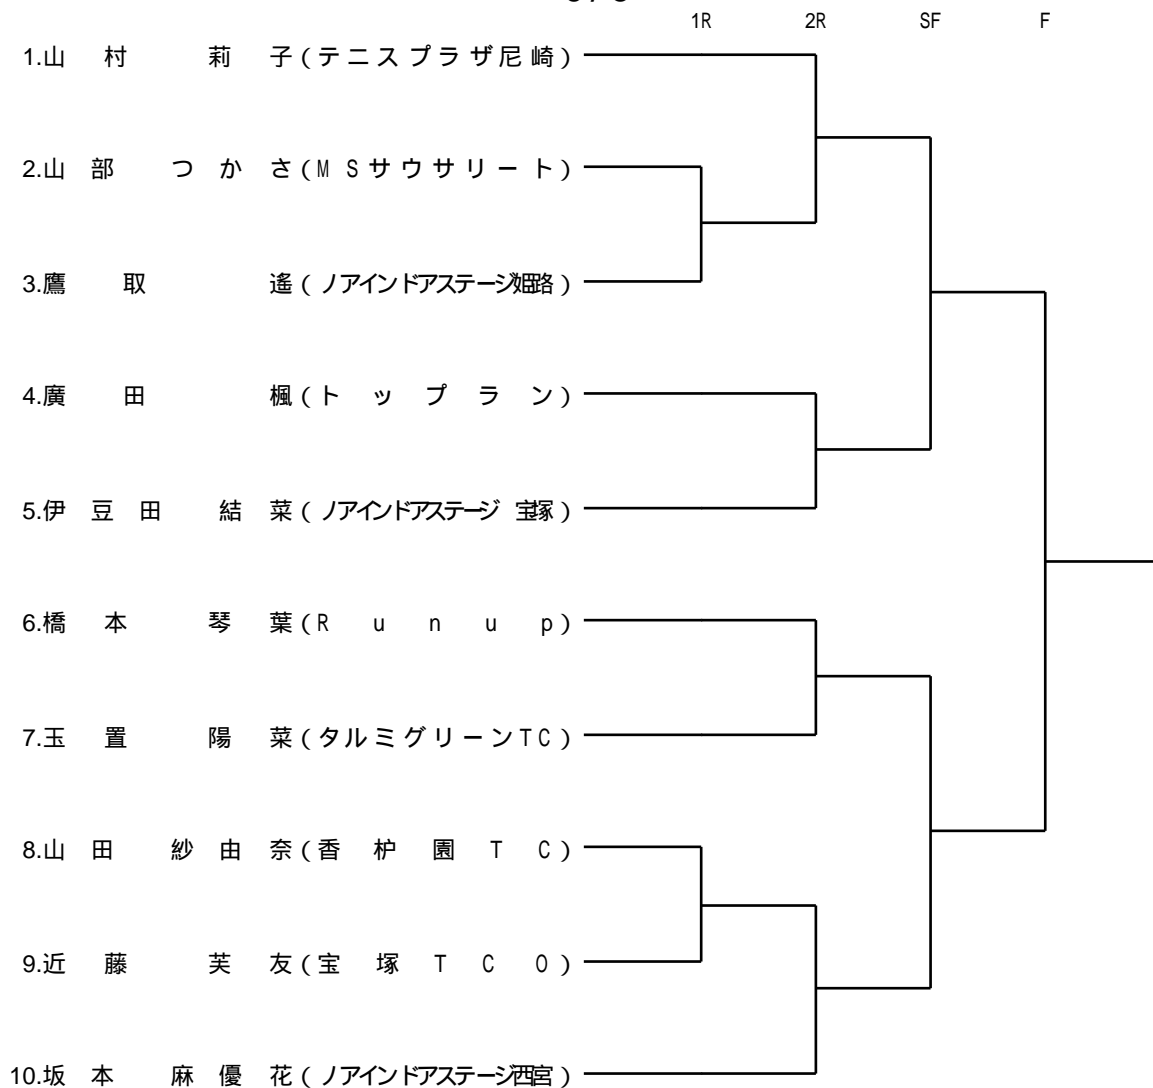 1R 2R SF F
1.山 村 莉 子(テニスプラザ尼崎)
2.山 部 つ か さ(MSサウサリート)
3.鷹 取 遙(ノアインドアステージ姫路)
4.廣 田 楓(ト ッ プ ラ ン)
5.伊 豆 田 結 菜(ノアインドアステージ 宝塚)
6.橋 本 琴 葉(R u n u p)
7.玉 置 陽 菜(タルミグリーンTC)
8.山 田 紗 由 奈(香 枦 園 T C)
9.近 藤 芙 友(宝 塚 T C O)
10.坂 本 麻 優 花(ノアインドアステージ西宮)